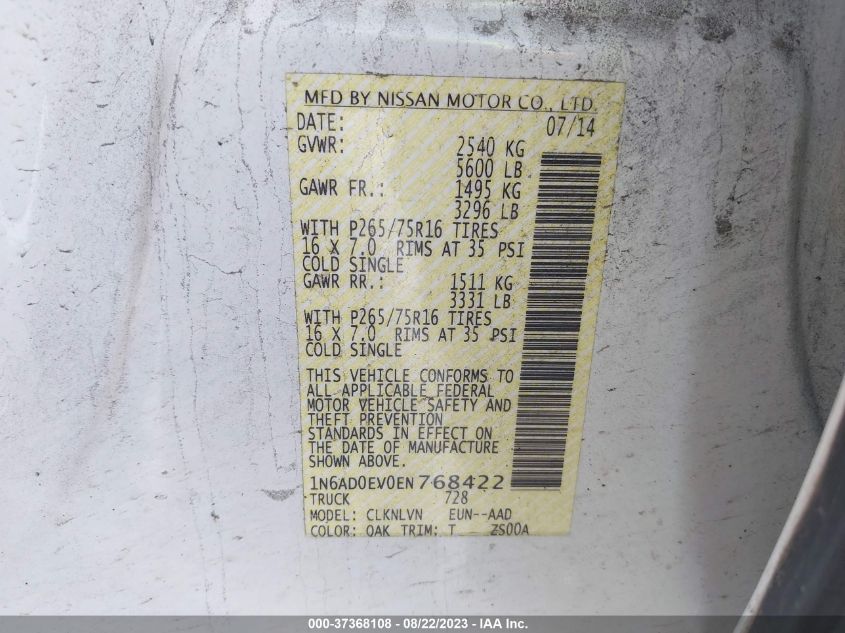 MFD BY NISSAN MOTOR CO., LTD.
DATE: 07/14
GVWR: 2540 KG
5600 LB
GAWR FR.: 1495 KG
3296 LB
WITH P265/75R16 TIRES
16 X 7.0 RIMS AT 35 PSI
COLD SINGLE
GAWR RR.: 1511 KG
3331 LB
WITH P265/75R16 TIRES
16 X 7.0 RIMS AT 35 PSI
COLD SINGLE
THIS VEHICLE CONFORMS TO
ALL APPLICABLE FEDERAL
MOTOR VEHICLE SAFETY AND
THEFT PREVENTION
STANDARDS IN EFFECT ON
THE DATE OF MANUFACTURE
SHOWN ABOVE.
1N6AD0EV0EN768422
TRUCK 728
MODEL: CLKNLVN EUN--AAD
COLOR: QAK TRIM: T ZS00A
000-37368108 - 08/22/2023 - IAA Inc.